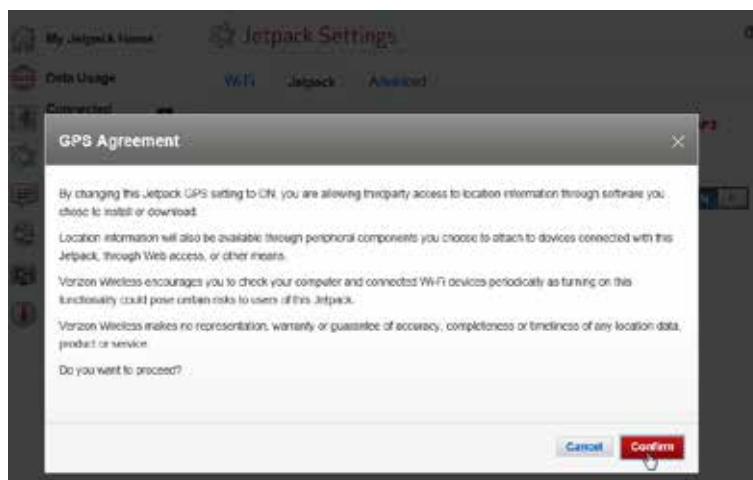 My Jetpack Home
Jetpack Settings
Data Usage
Wi-Fi
Jetpack
Advanced
Connected
GPS Agreement
By changing this Jetpack GPS setting to ON, you are allowing thirdparty access to location information through software you
chose to install or download.
Location information will also be available through peripheral components you choose to attach to devices connected with this
Jetpack, through Web access, or other means.
Verizon Wireless encourages you to check your computer and connected Wi-Fi devices periodically as turning on this
functionality could pose certain risks to users of this Jetpack.
Verizon Wireless makes no representation, warranty or guarantee of accuracy, completeness or timeliness of any location data,
product or service.
Do you want to proceed?
Cancel
Confirm